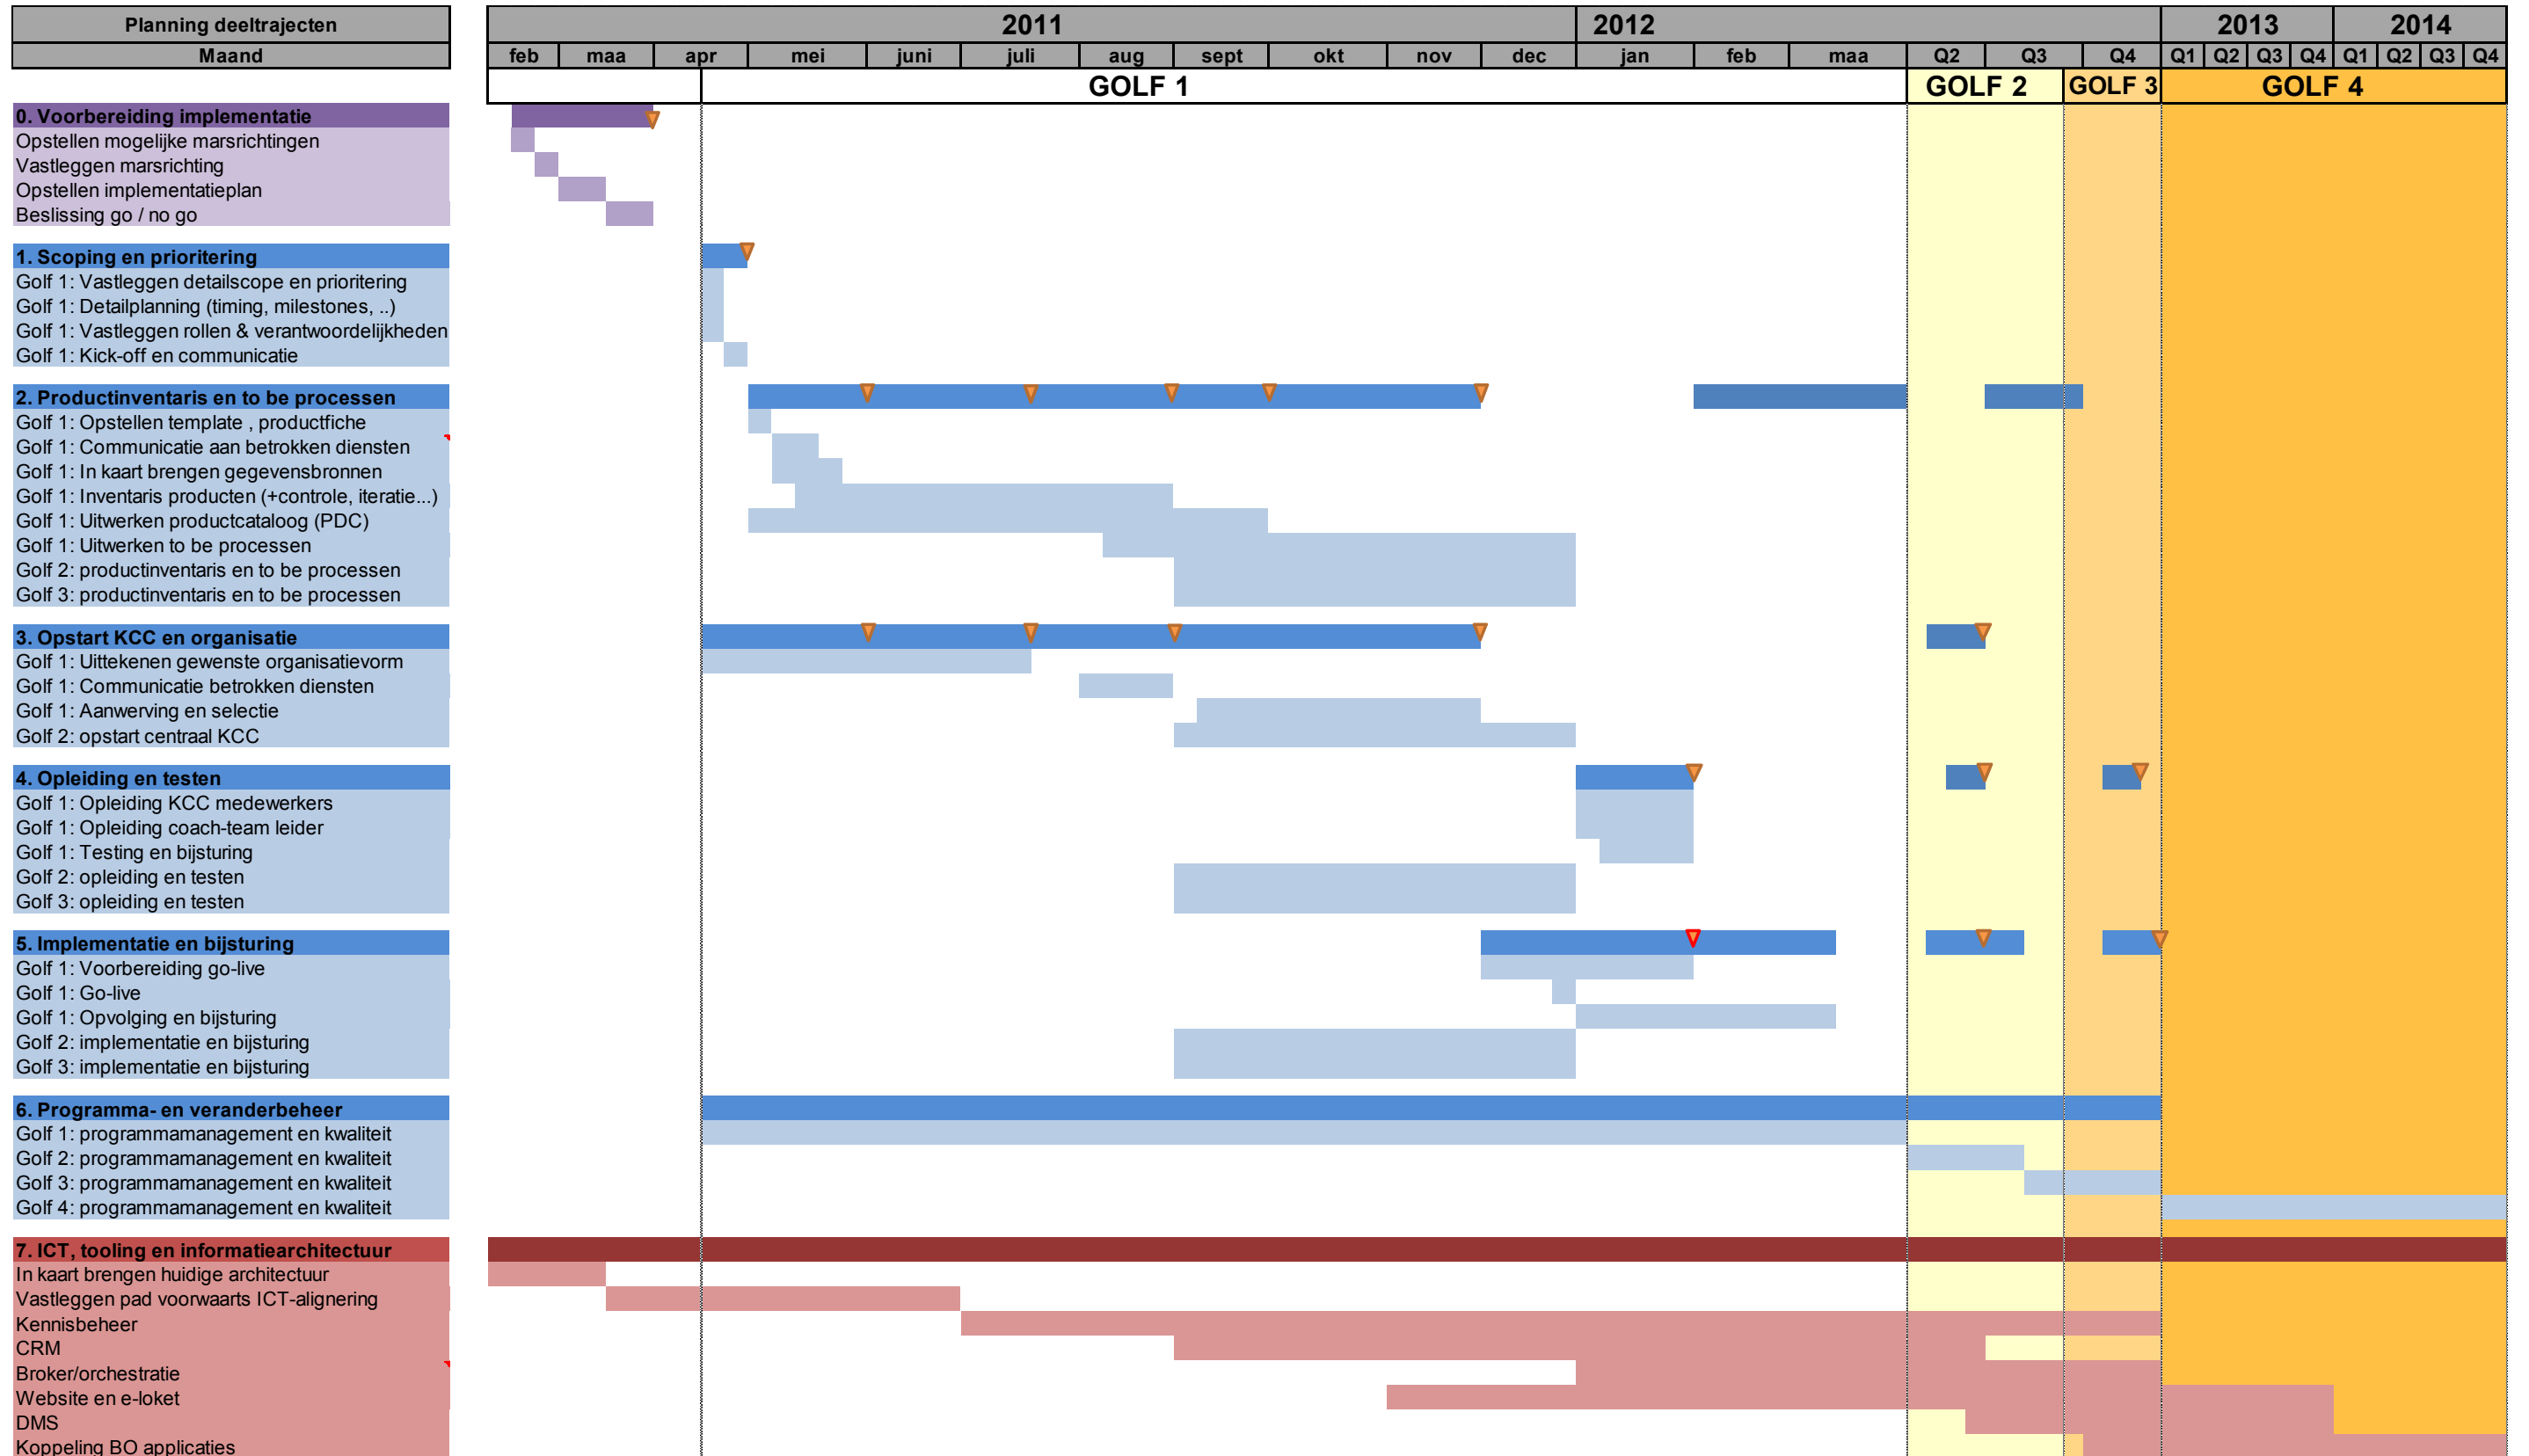 Planning deeltrajecten 2011 2012 2013 2014
Maand feb maa apr mei juni juli aug sept okt nov dec jan feb maa Q2 Q3 Q4 Q1 Q2 Q3 Q4 Q1 Q2 Q3 Q4
GOLF 1 GOLF 2 GOLF 3 GOLF 4
0. Voorbereiding implementatie
Opstellen mogelijke marsrichtingen
Vastleggen marsrichting
Opstellen implementatieplan
Beslissing go / no go
1. Scoping en prioritering
Golf 1: Vastleggen detailscope en prioritering
Golf 1: Detailplanning (timing, milestones, ..)
Golf 1: Vastleggen rollen & verantwoordelijkheden
Golf 1: Kick-off en communicatie
2. Productinventaris en to be processen
Golf 1: Opstellen template , productfiche
Golf 1: Communicatie aan betrokken diensten
Golf 1: In kaart brengen gegevensbronnen
Golf 1: Inventaris producten (+controle, iteratie...)
Golf 1: Uitwerken productcataloog (PDC)
Golf 1: Uitwerken to be processen
Golf 2: productinventaris en to be processen
Golf 3: productinventaris en to be processen
3. Opstart KCC en organisatie
Golf 1: Uittekenen gewenste organisatievorm
Golf 1: Communicatie betrokken diensten
Golf 1: Aanwerving en selectie
Golf 2: opstart centraal KCC
4. Opleiding en testen
Golf 1: Opleiding KCC medewerkers
Golf 1: Opleiding coach-team leider
Golf 1: Testing en bijsturing
Golf 2: opleiding en testen
Golf 3: opleiding en testen
5. Implementatie en bijsturing
Golf 1: Voorbereiding go-live
Golf 1: Go-live
Golf 1: Opvolging en bijsturing
Golf 2: implementatie en bijsturing
Golf 3: implementatie en bijsturing
6. Programma- en veranderbeheer
Golf 1: programmamanagement en kwaliteit
Golf 2: programmamanagement en kwaliteit
Golf 3: programmamanagement en kwaliteit
Golf 4: programmamanagement en kwaliteit
7. ICT, tooling en informatiearchitectuur
In kaart brengen huidige architectuur
Vastleggen pad voorwaarts ICT-alignering
Kennisbeheer
CRM
Broker/orchestratie
Website en e-loket
DMS
Koppeling BO applicaties